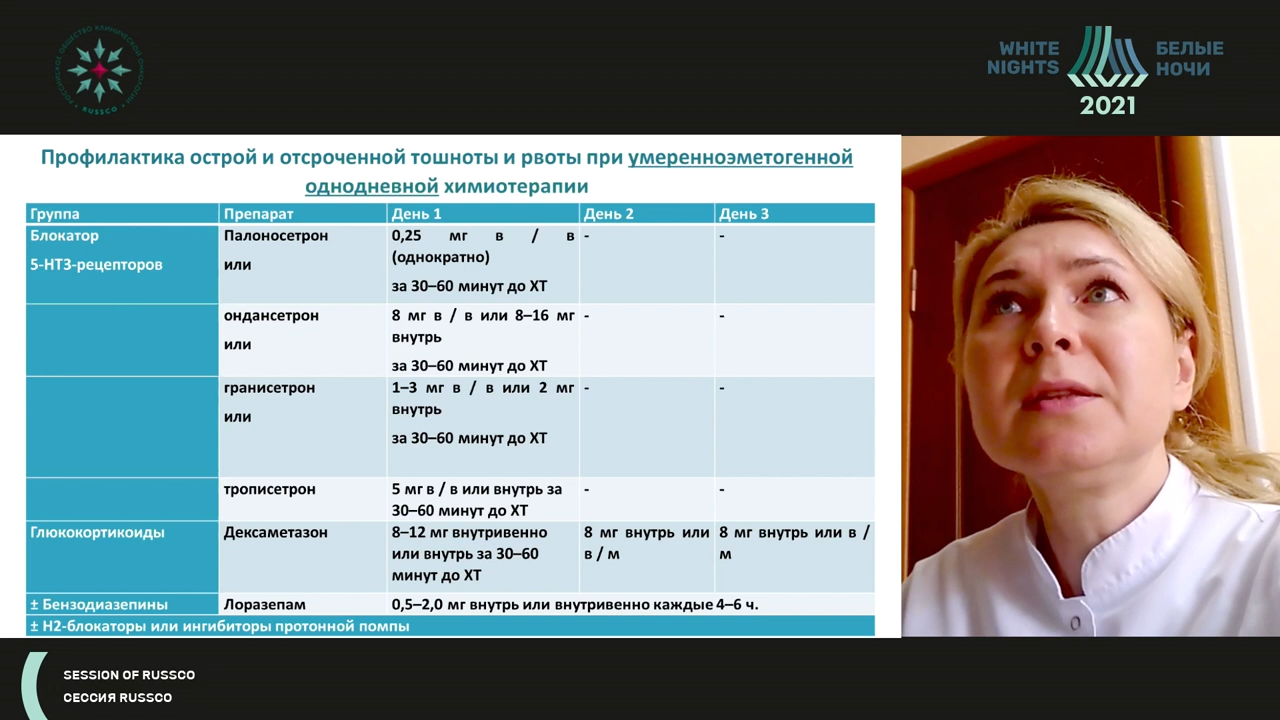 РОССИЙСКОЕ ОБЩЕСТВО КЛИНИЧЕСКОЙ ОНКОЛОГИИ
RUSSCO
WHITE
NIGHTS
БЕЛЫЕ
НОЧИ
2021
Профилактика острой и отсроченной тошноты и рвоты при умеренноэметогенной
однодневной химиотерапии
Группа Препарат День 1 День 2 День 3
Блокатор Палоносетрон 0,25 мг в / в - -
(однократно)
5-НТ3-рецепторов или
за 30–60 минут до ХТ
ондансетрон 8 мг в / в или 8–16 мг - -
внутрь
или
за 30–60 минут до ХТ
гранисетрон 1–3 мг в / в или 2 мг - -
внутрь
или
за 30–60 минут до ХТ
трописетрон 5 мг в / в или внутрь за - -
30–60 минут до ХТ
Глюкокортикоиды Дексаметазон 8–12 мг внутривенно 8 мг внутрь или 8 мг внутрь или в /
или внутрь за 30–60 в / м м
минут до ХТ
± Бензодиазепины Лоразепам 0,5–2,0 мг внутрь или внутривенно каждые 4–6 ч.
± Н2-блокаторы или ингибиторы протонной помпы
SESSION OF RUSSCO
СЕССИЯ RUSSCO